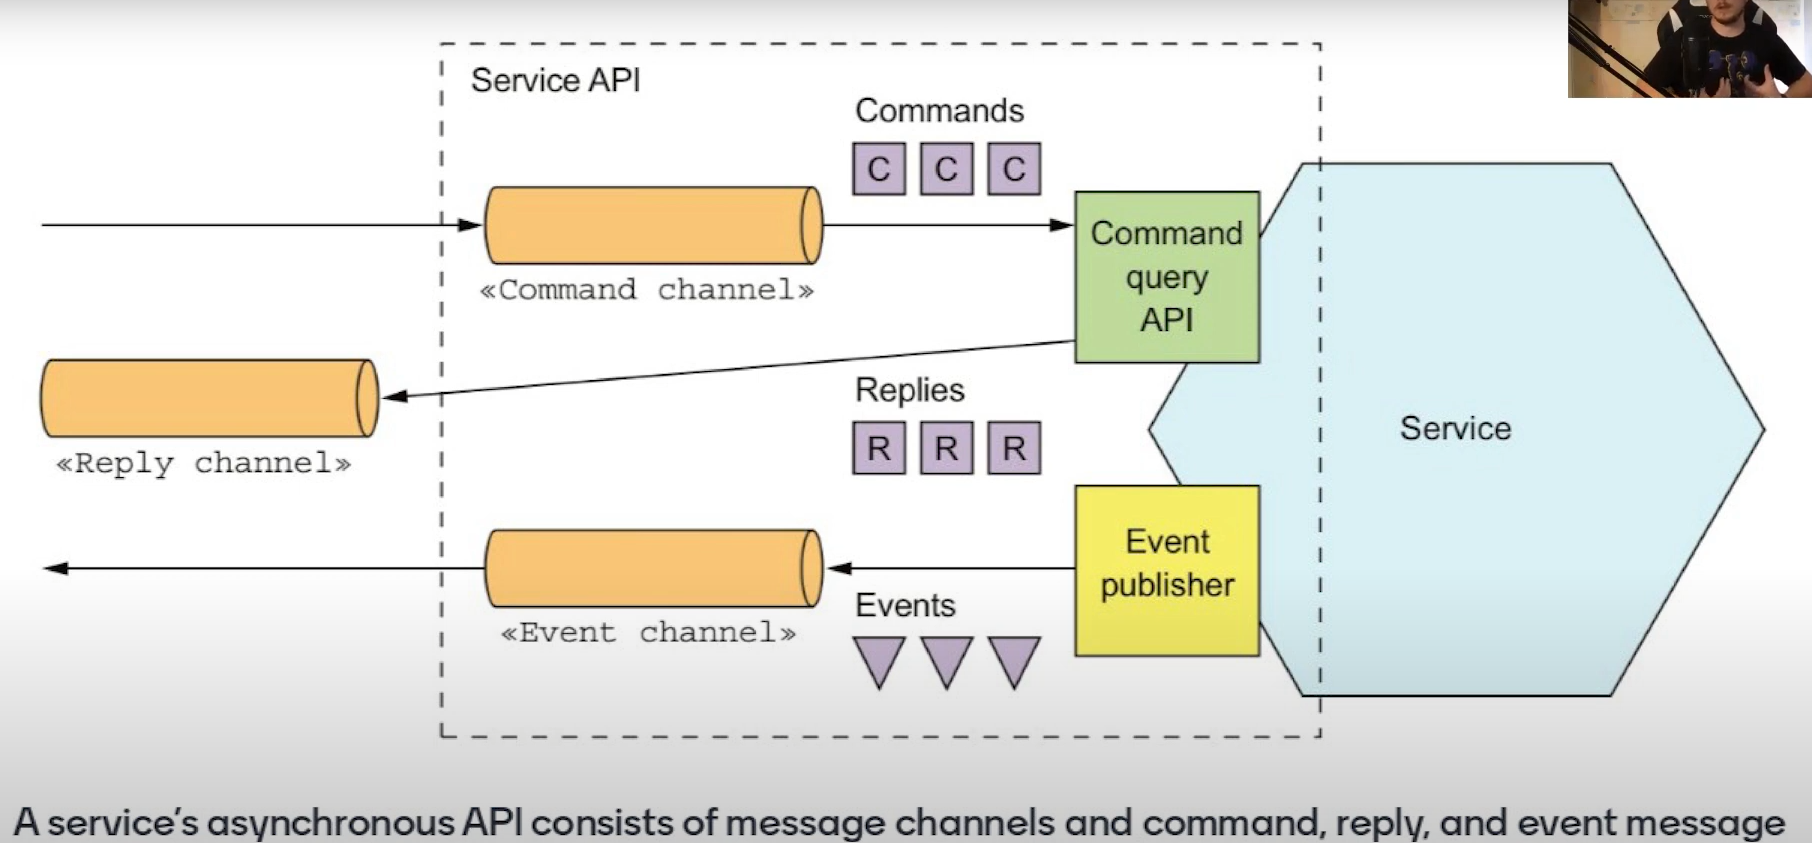 Service API
Commands
C C C
«Command channel»
Command
query
API
Replies
R R R
«Reply channel»
Service
Event
publisher
Events
«Event channel»
A service's asynchronous API consists of message channels and command, reply, and event message